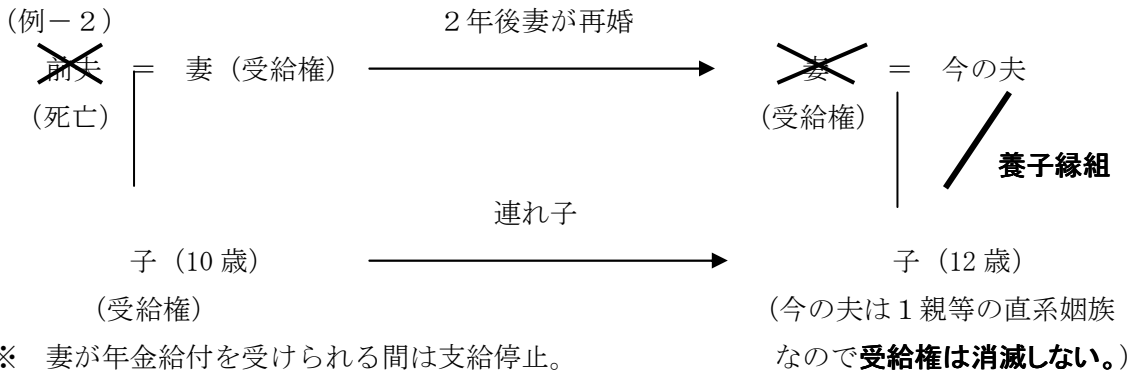 （例－２）
２年後妻が再婚
前夫 ＝ 妻（受給権） 妻 ＝ 今の夫
（死亡） （受給権）
養子縁組
連れ子
子（10 歳） 子（12 歳）
（受給権） （今の夫は１親等の直系姻族
※ 妻が年金給付を受けられる間は支給停止。 なので受給権は消滅しない。）